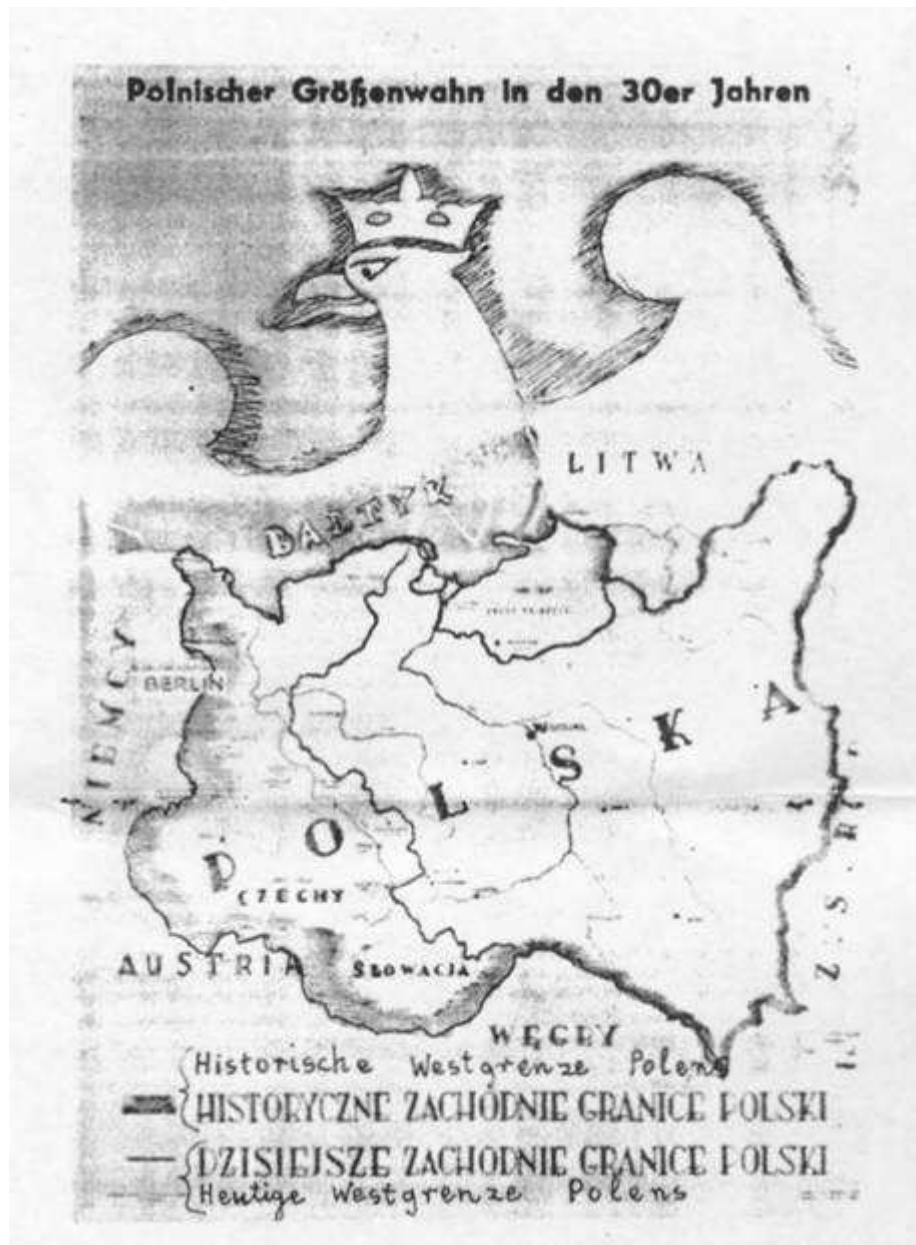 Polnischer Größenwahn in den 30er Jahren
LITWA
BAŁTYK
NIEMCY
BERLIN
POLSKA
CZECHY
AUSTRIA
SŁOWACJA
Z.S.R.R.
WĘGRY
Historische Westgrenze Polens
HISTORYCZNE ZACHODNIE GRANICE POLSKI
DZISIEJSZE ZACHODNIE GRANICE POLSKI
Heutige Westgrenze Polens